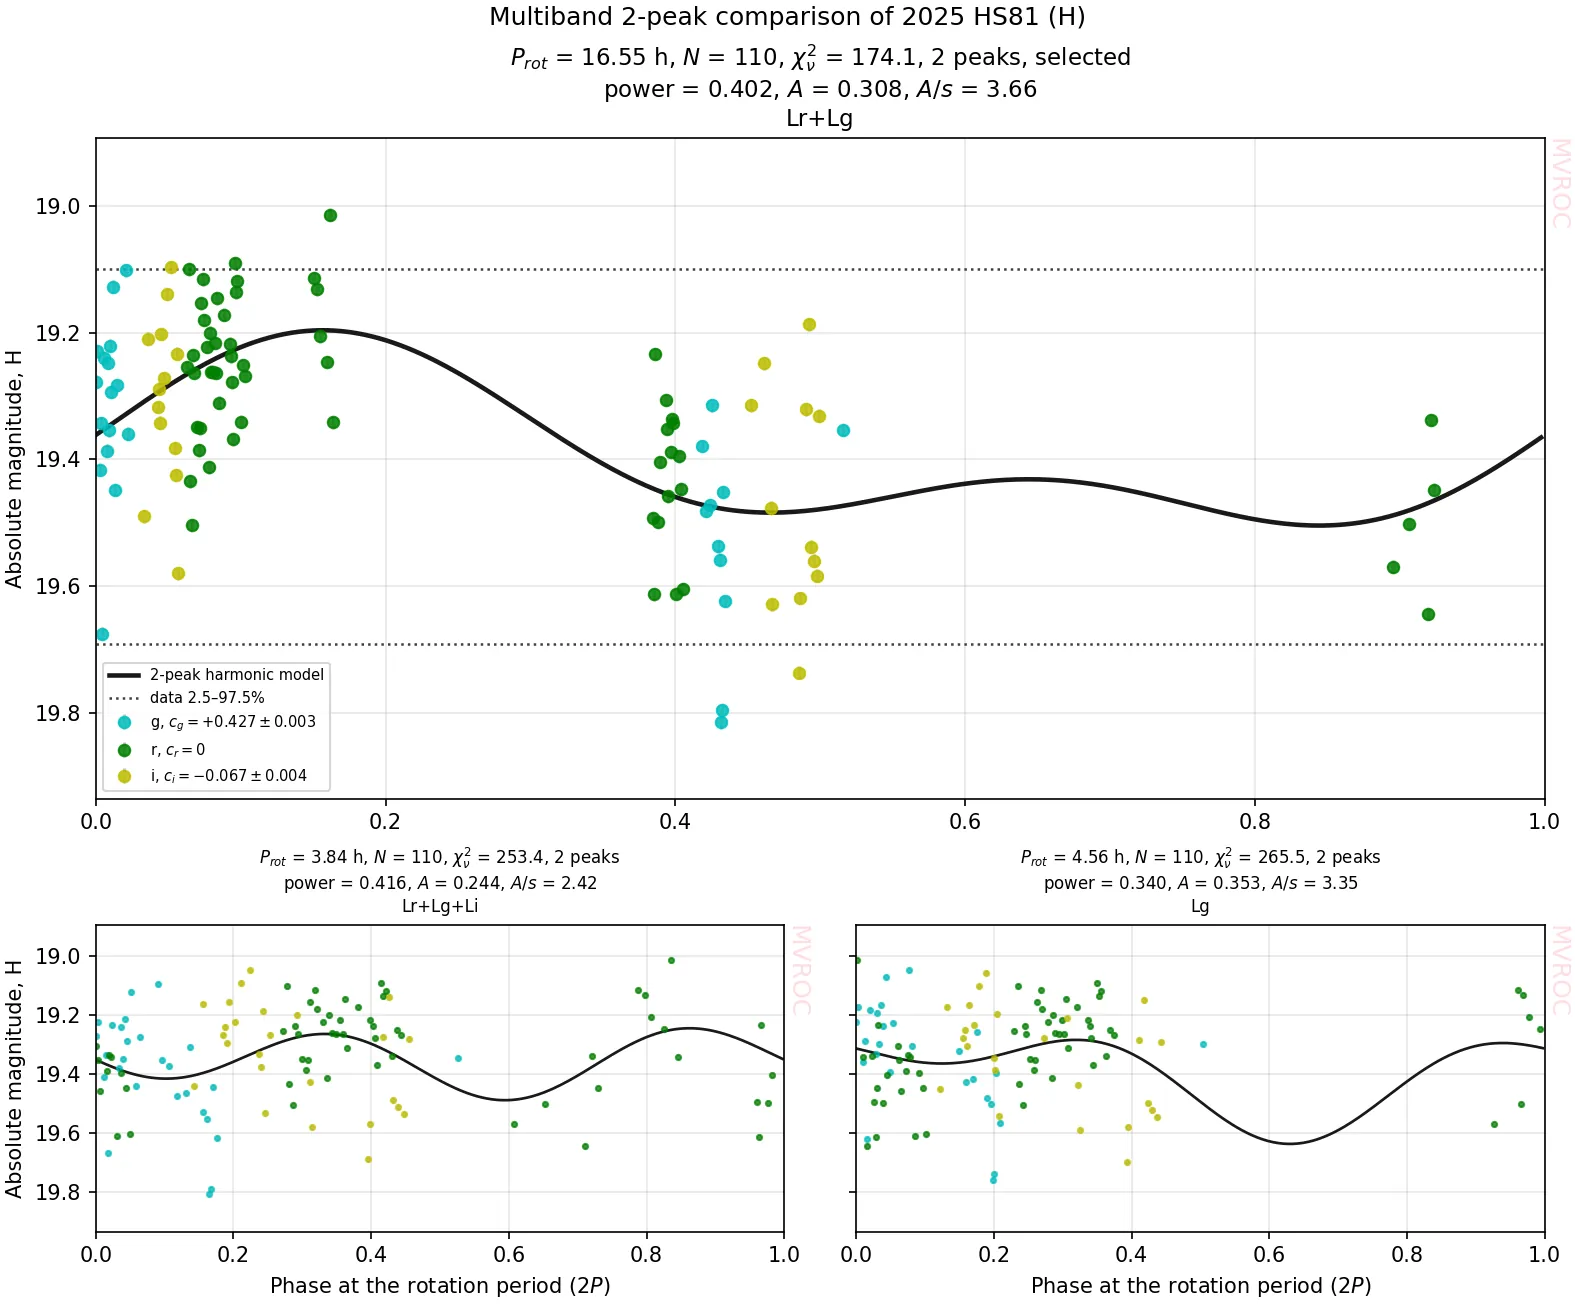 Multiband 2-peak comparison of 2025 HS81 (H)
P_rot = 16.55 h, N = 110, χ²_ν = 174.1, 2 peaks, selected
power = 0.402, A = 0.308, A/s = 3.66
Lr+Lg
Absolute magnitude, H
19.0
19.2
19.4
19.6
19.8
2-peak harmonic model
data 2.5–97.5%
g, c_g = +0.427 ± 0.003
r, c_r = 0
i, c_i = −0.067 ± 0.004
0.0 0.2 0.4 0.6 0.8 1.0
MVROC
P_rot = 3.84 h, N = 110, χ²_ν = 253.4, 2 peaks
power = 0.416, A = 0.244, A/s = 2.42
Lr+Lg+Li
Absolute magnitude, H
19.0
19.2
19.4
19.6
19.8
0.0 0.2 0.4 0.6 0.8 1.0
Phase at the rotation period (2P)
MVROC
P_rot = 4.56 h, N = 110, χ²_ν = 265.5, 2 peaks
power = 0.340, A = 0.353, A/s = 3.35
Lg
0.0 0.2 0.4 0.6 0.8 1.0
Phase at the rotation period (2P)
MVROC